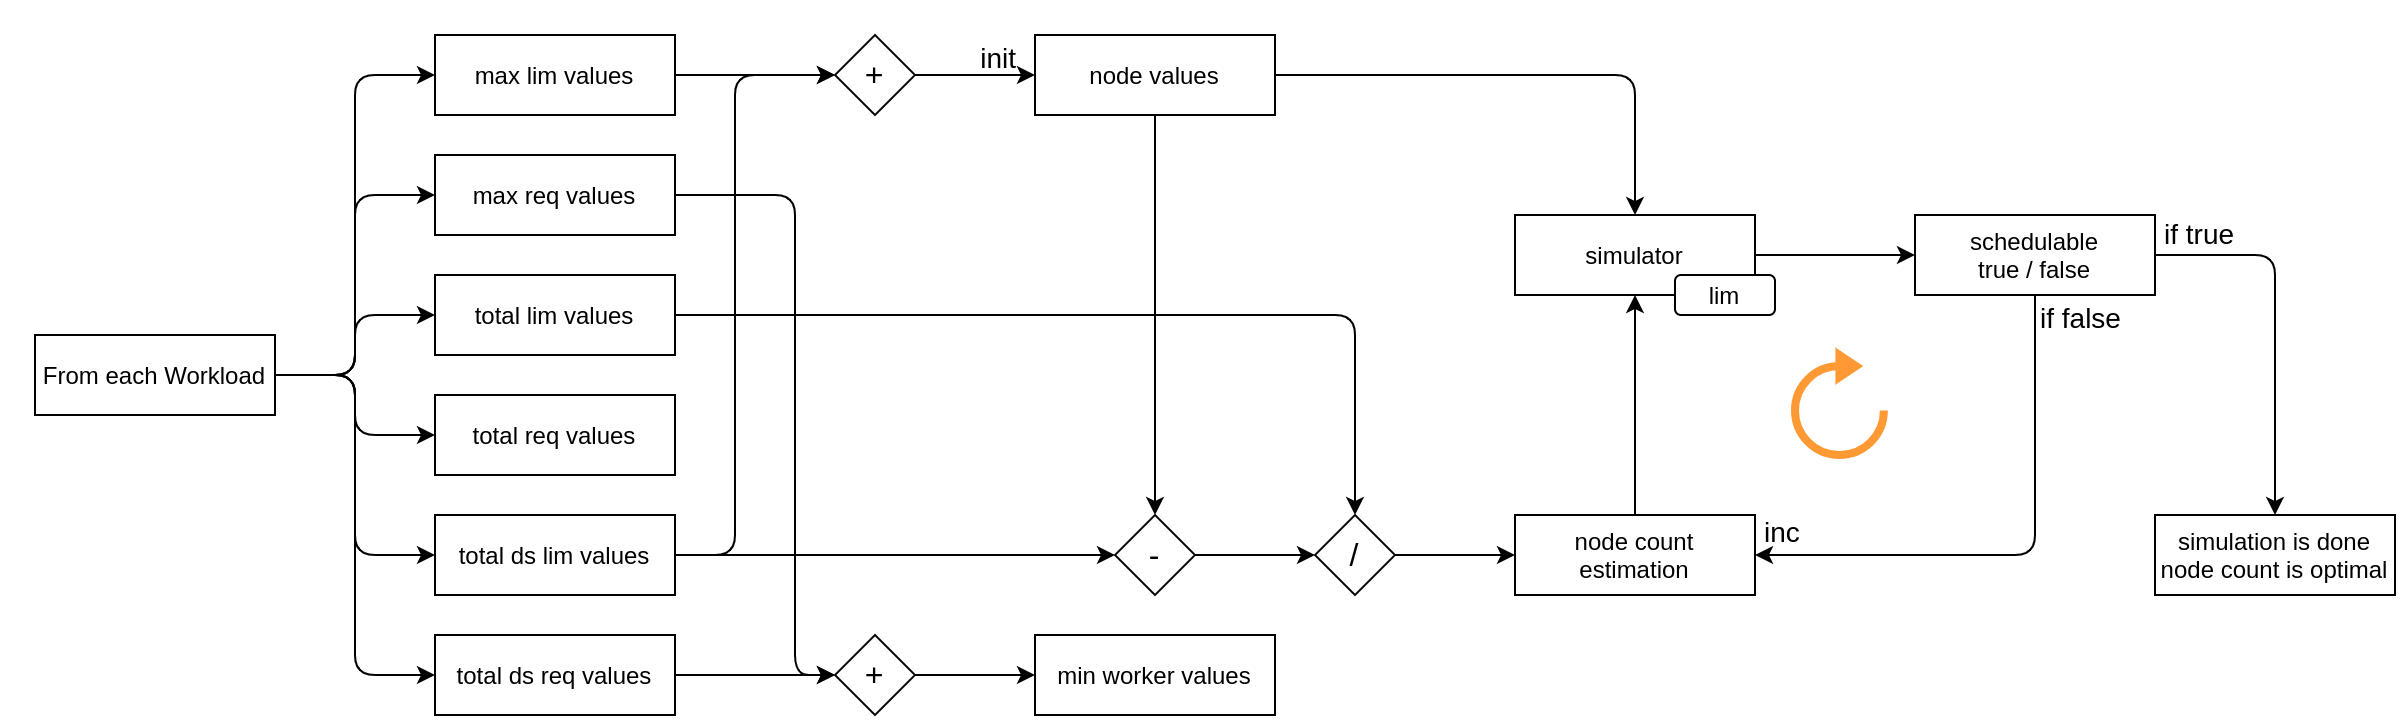 max lim values
+
init
node values
max req values
simulator
lim
schedulable
true / false
if true
if false
total lim values
From each Workload
total req values
total ds lim values
-
/
node count
estimation
inc
simulation is done
node count is optimal
total ds req values
+
min worker values